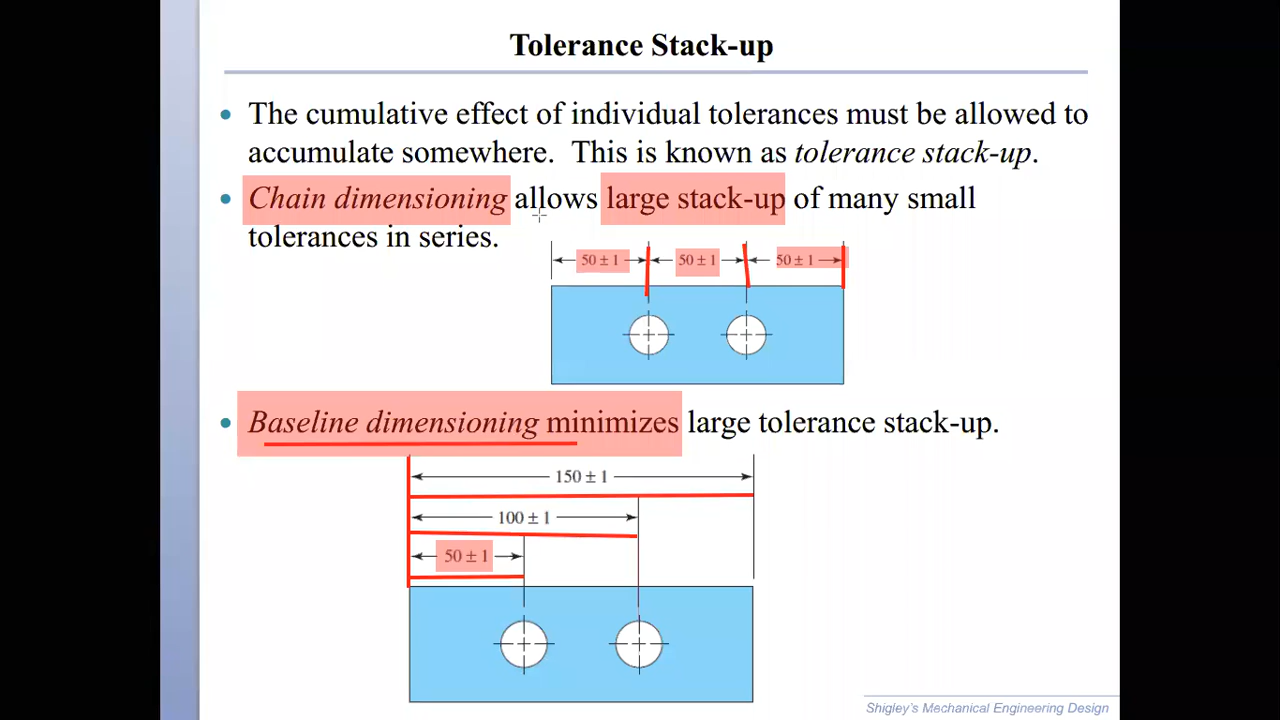 Tolerance Stack-up
• The cumulative effect of individual tolerances must be allowed to
accumulate somewhere. This is known as tolerance stack-up.
• Chain dimensioning allows large stack-up of many small
tolerances in series.
50 ± 1 50 ± 1 50 ± 1
• Baseline dimensioning minimizes large tolerance stack-up.
150 ± 1
100 ± 1
50 ± 1
Shigley's Mechanical Engineering Design